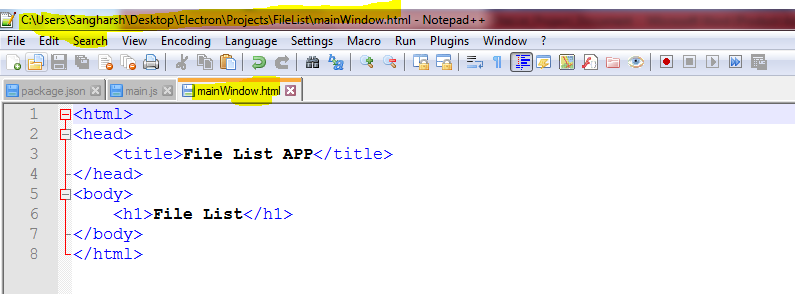 C:\Users\Sangharsh\Desktop\Electron\Projects\FileList\mainWindow.html - Notepad++
File Edit Search View Encoding Language Settings Macro Run Plugins Window ?
package.json main.js mainWindow.html
1 <html>
2 <head>
3 <title>File List APP</title>
4 </head>
5 <body>
6 <h1>File List</h1>
7 </body>
8 </html>